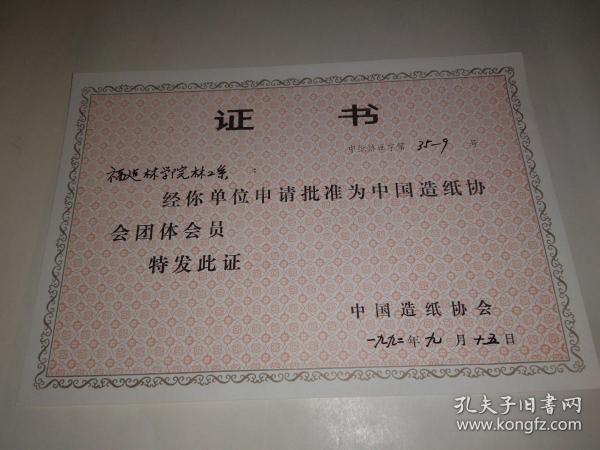 证 书
字第 35-9 号
福建林学院林工系：
经你单位申请批准为中国造纸协
会团体会员
特发此证
中国造纸协会
一九九二年九月十五日
孔夫子旧书网
www.kongfz.com